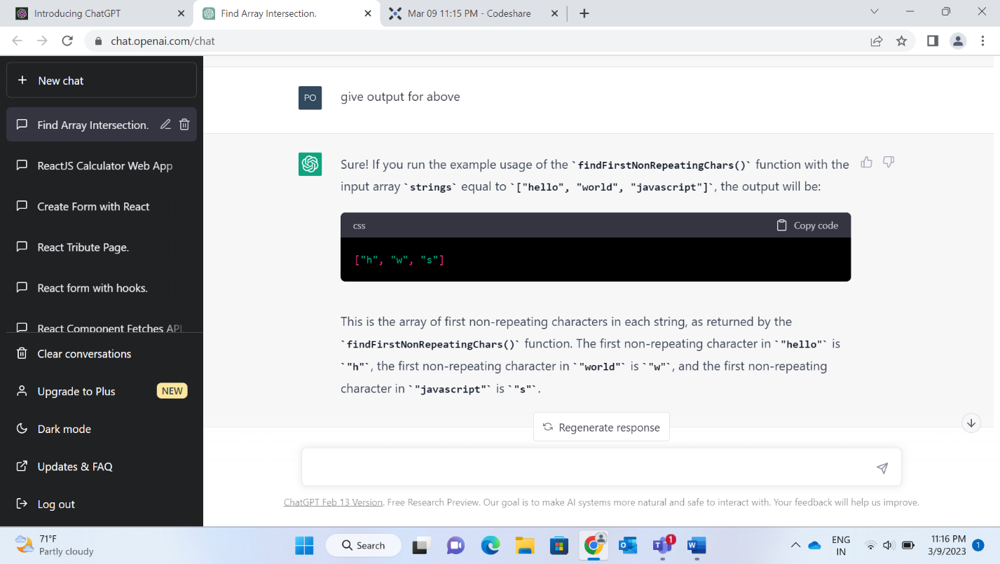 Introducing ChatGPT
Find Array Intersection.
Mar 09 11:15 PM - Codeshare
chat.openai.com/chat
New chat
Find Array Intersection.
ReactJS Calculator Web App
Create Form with React
React Tribute Page.
React form with hooks.
React Component Fetches API
Clear conversations
Upgrade to Plus NEW
Dark mode
Updates & FAQ
Log out
PO give output for above
Sure! If you run the example usage of the `findFirstNonRepeatingChars()` function with the
input array `strings` equal to `["hello", "world", "javascript"]`, the output will be:
css Copy code
["h", "w", "s"]
This is the array of first non-repeating characters in each string, as returned by the
`findFirstNonRepeatingChars()` function. The first non-repeating character in `"hello"` is
`"h"`, the first non-repeating character in `"world"` is `"w"`, and the first non-repeating
character in `"javascript"` is `"s"`.
Regenerate response
ChatGPT Feb 13 Version. Free Research Preview. Our goal is to make AI systems more natural and safe to interact with. Your feedback will help us improve.
71°F
Partly cloudy
Search
1
ENG
IN
11:16 PM
3/9/2023
1